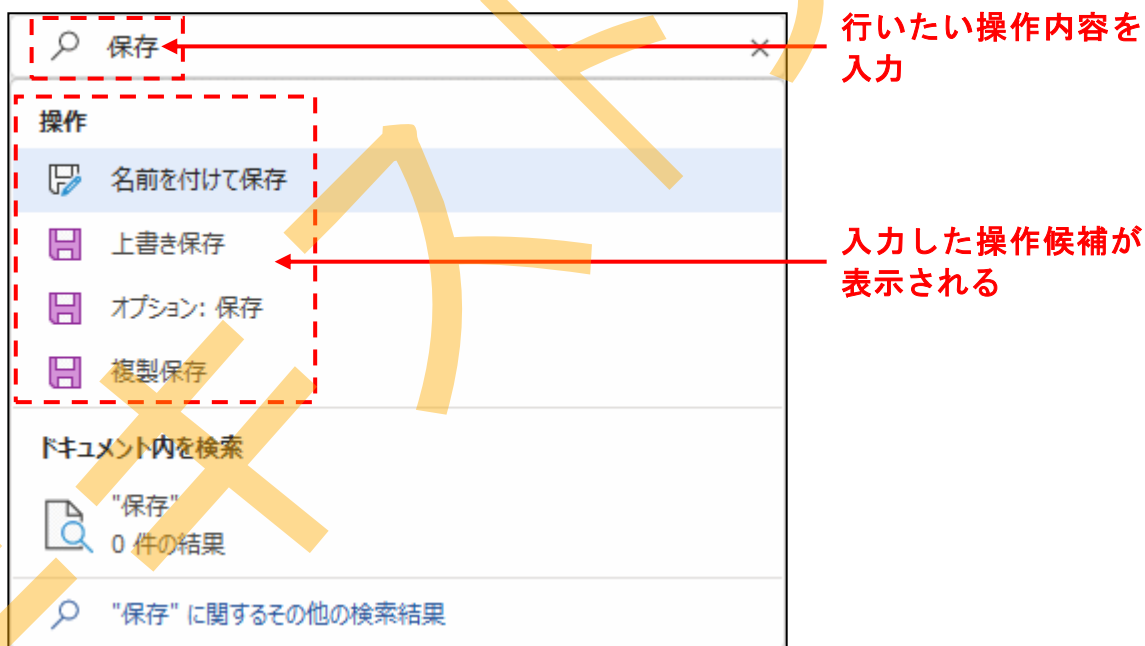 保存
行いたい操作内容を
入力
操作
名前を付けて保存
上書き保存
オプション: 保存
複製保存
入力した操作候補が
表示される
ドキュメント内を検索
"保存"
0 件の結果
"保存" に関するその他の検索結果